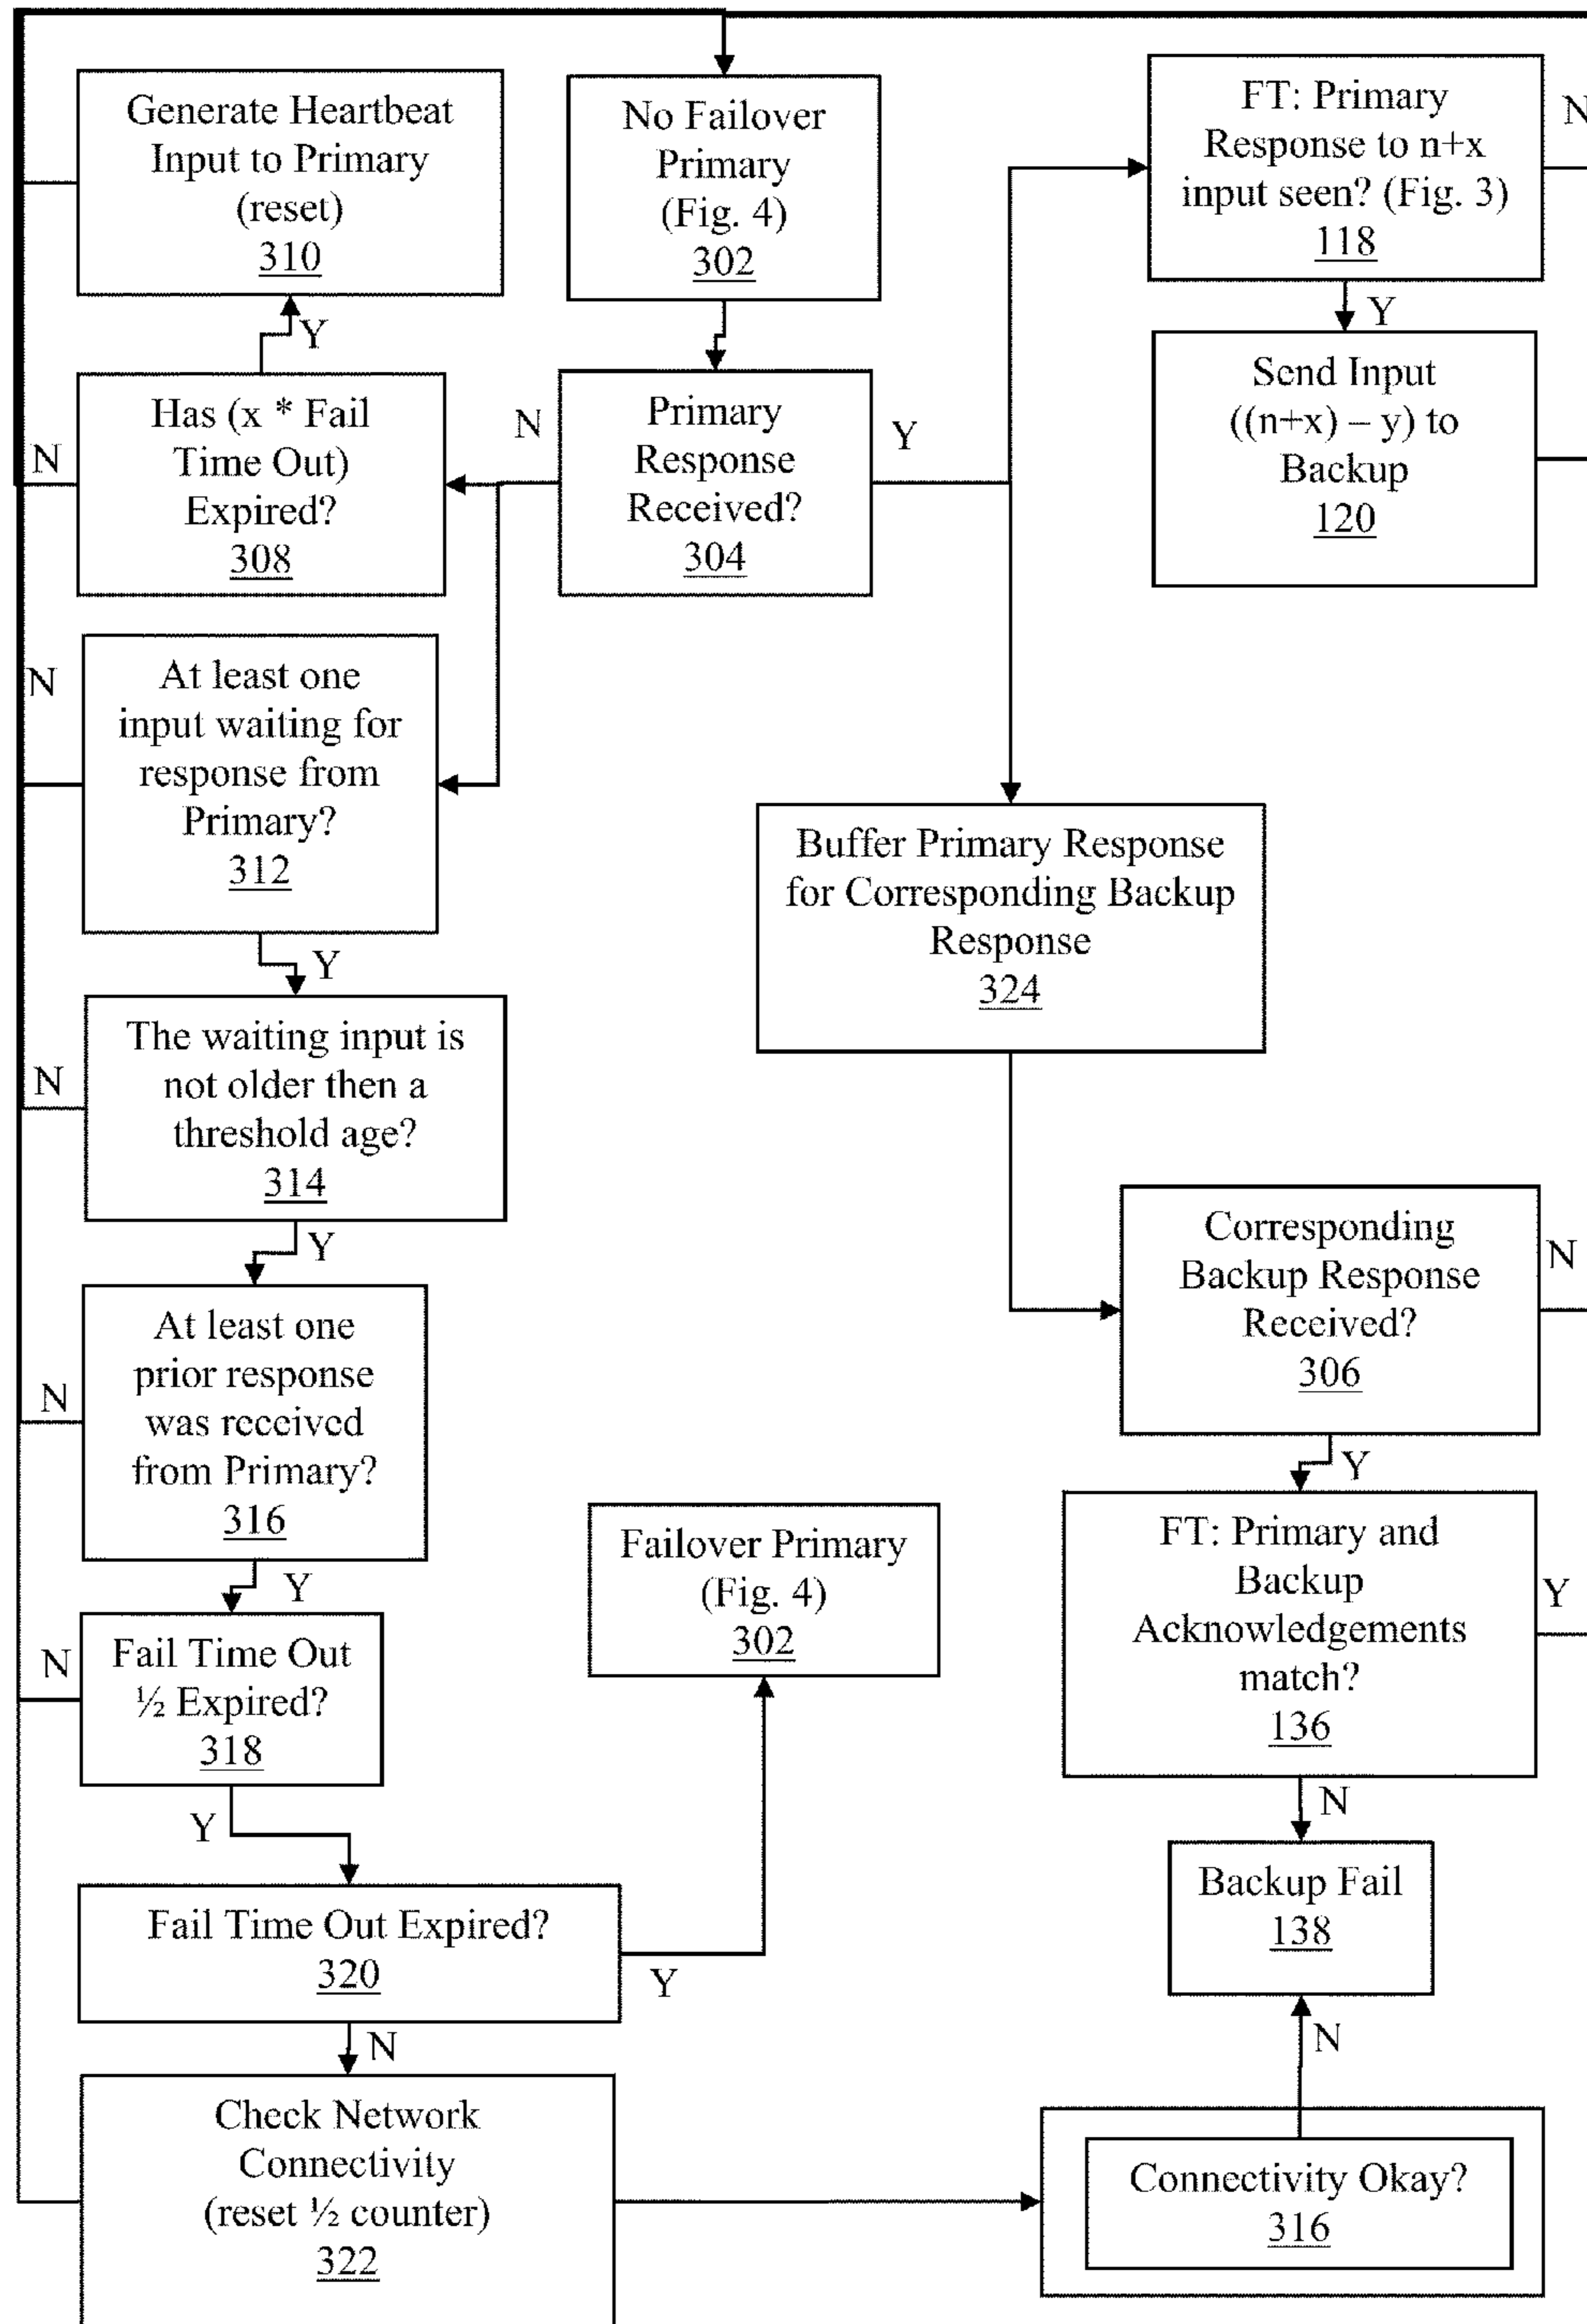 Generate Heartbeat
Input to Primary
(reset)
310
No Failover
Primary
(Fig. 4)
302
FT: Primary
Response to n+x
input seen? (Fig. 3)
118
N
Y
Y
Has (x * Fail
Time Out)
Expired?
308
N
N
Primary
Response
Received?
304
Y
Send Input
((n+x) – y) to
Backup
120
At least one
input waiting for
response from
Primary?
312
N
Y
Buffer Primary Response
for Corresponding Backup
Response
324
The waiting input is
not older then a
threshold age?
314
N
Y
Corresponding
Backup Response
Received?
306
N
Y
At least one
prior response
was received
from Primary?
316
N
Y
Failover Primary
(Fig. 4)
302
FT: Primary and
Backup
Acknowledgements
match?
136
Y
N
Fail Time Out
½ Expired?
318
N
Y
Backup Fail
138
Fail Time Out Expired?
320
Y
N
N
Check Network
Connectivity
(reset ½ counter)
322
Connectivity Okay?
316